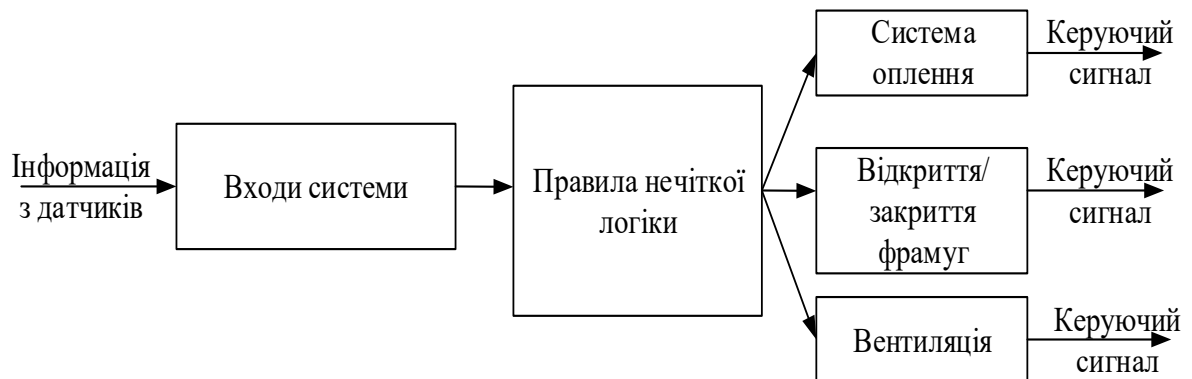 Інформація
з датчиків
Входи системи
Правила нечіткої
логіки
Система
оплення
Керуючий
сигнал
Відкриття/
закриття
фрамуг
Керуючий
сигнал
Вентиляція
Керуючий
сигнал